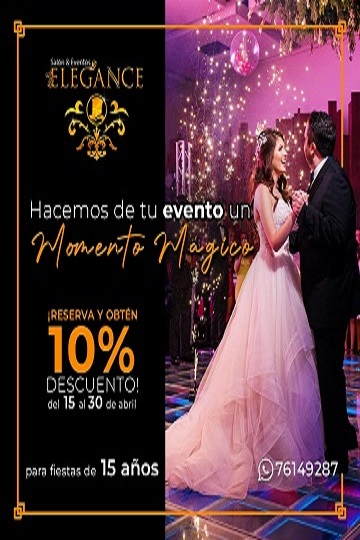 Salón & Eventos
ELEGANCE
Hacemos de tu evento un
Momento Mágico
¡RESERVA Y OBTÉN
10%
DESCUENTO!
del 15 al 30 de abril
para fiestas de 15 años
76149287